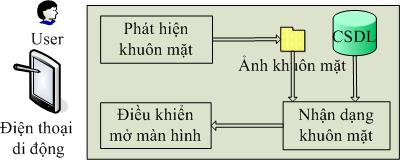 User
Điện thoại
di động
Phát hiện
khuôn mặt
Ảnh khuôn mặt
CSDL
Điều khiển
mở màn hình
Nhận dạng
khuôn mặt